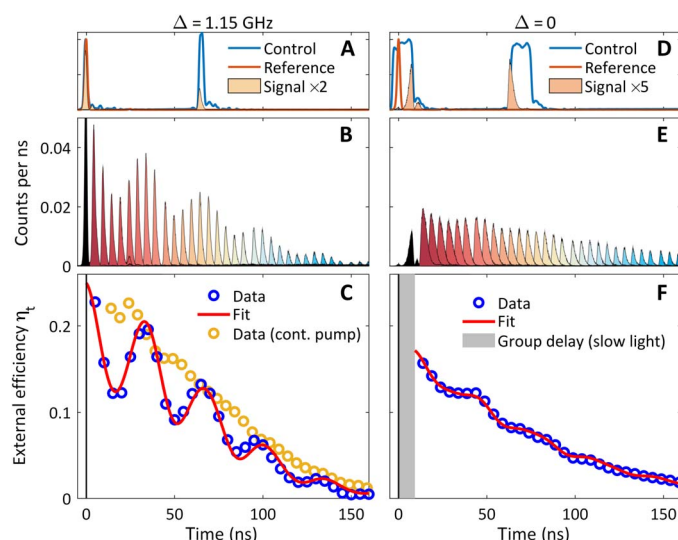 Δ = 1.15 GHz
Δ = 0
A
Control
Reference
Signal ×2
D
Control
Reference
Signal ×5
B
E
Counts per ns
0.04
0.02
0
C
Data
Fit
Data (cont. pump)
F
Data
Fit
Group delay (slow light)
External efficiency ηt
0.2
0.1
0
0
50
100
150
0
50
100
150
Time (ns)
Time (ns)